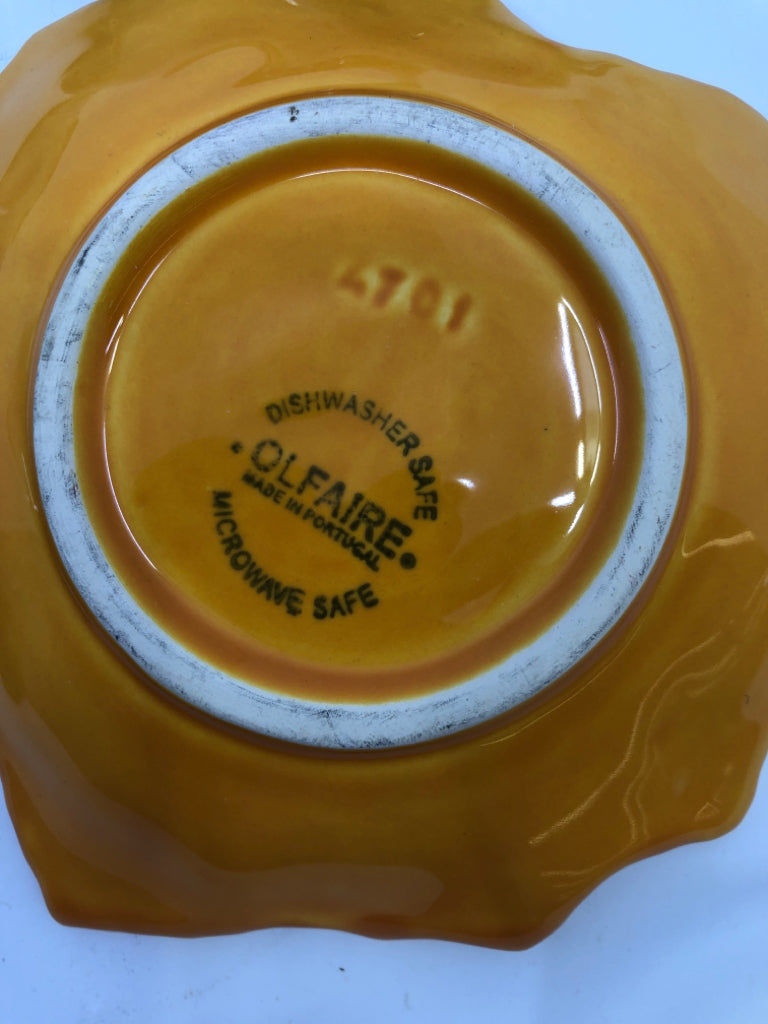 4701
DISHWASHER SAFE
OLFAIRE
MADE IN PORTUGAL
MICROWAVE SAFE